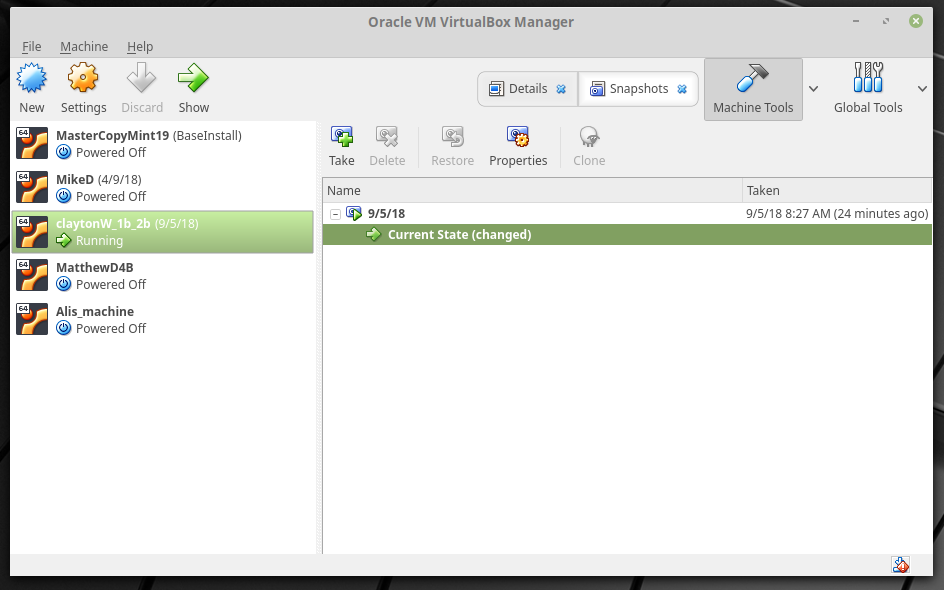 Oracle VM VirtualBox Manager
File Machine Help
New Settings Discard Show
Details Snapshots Machine Tools Global Tools
64 MasterCopyMint19 (BaseInstall)
Powered Off
64 MikeD (4/9/18)
Powered Off
64 claytonW_1b_2b (9/5/18)
Running
64 MatthewD4B
Powered Off
64 Alis_machine
Powered Off
Take Delete Restore Properties Clone
Name Taken
9/5/18 9/5/18 8:27 AM (24 minutes ago)
Current State (changed)